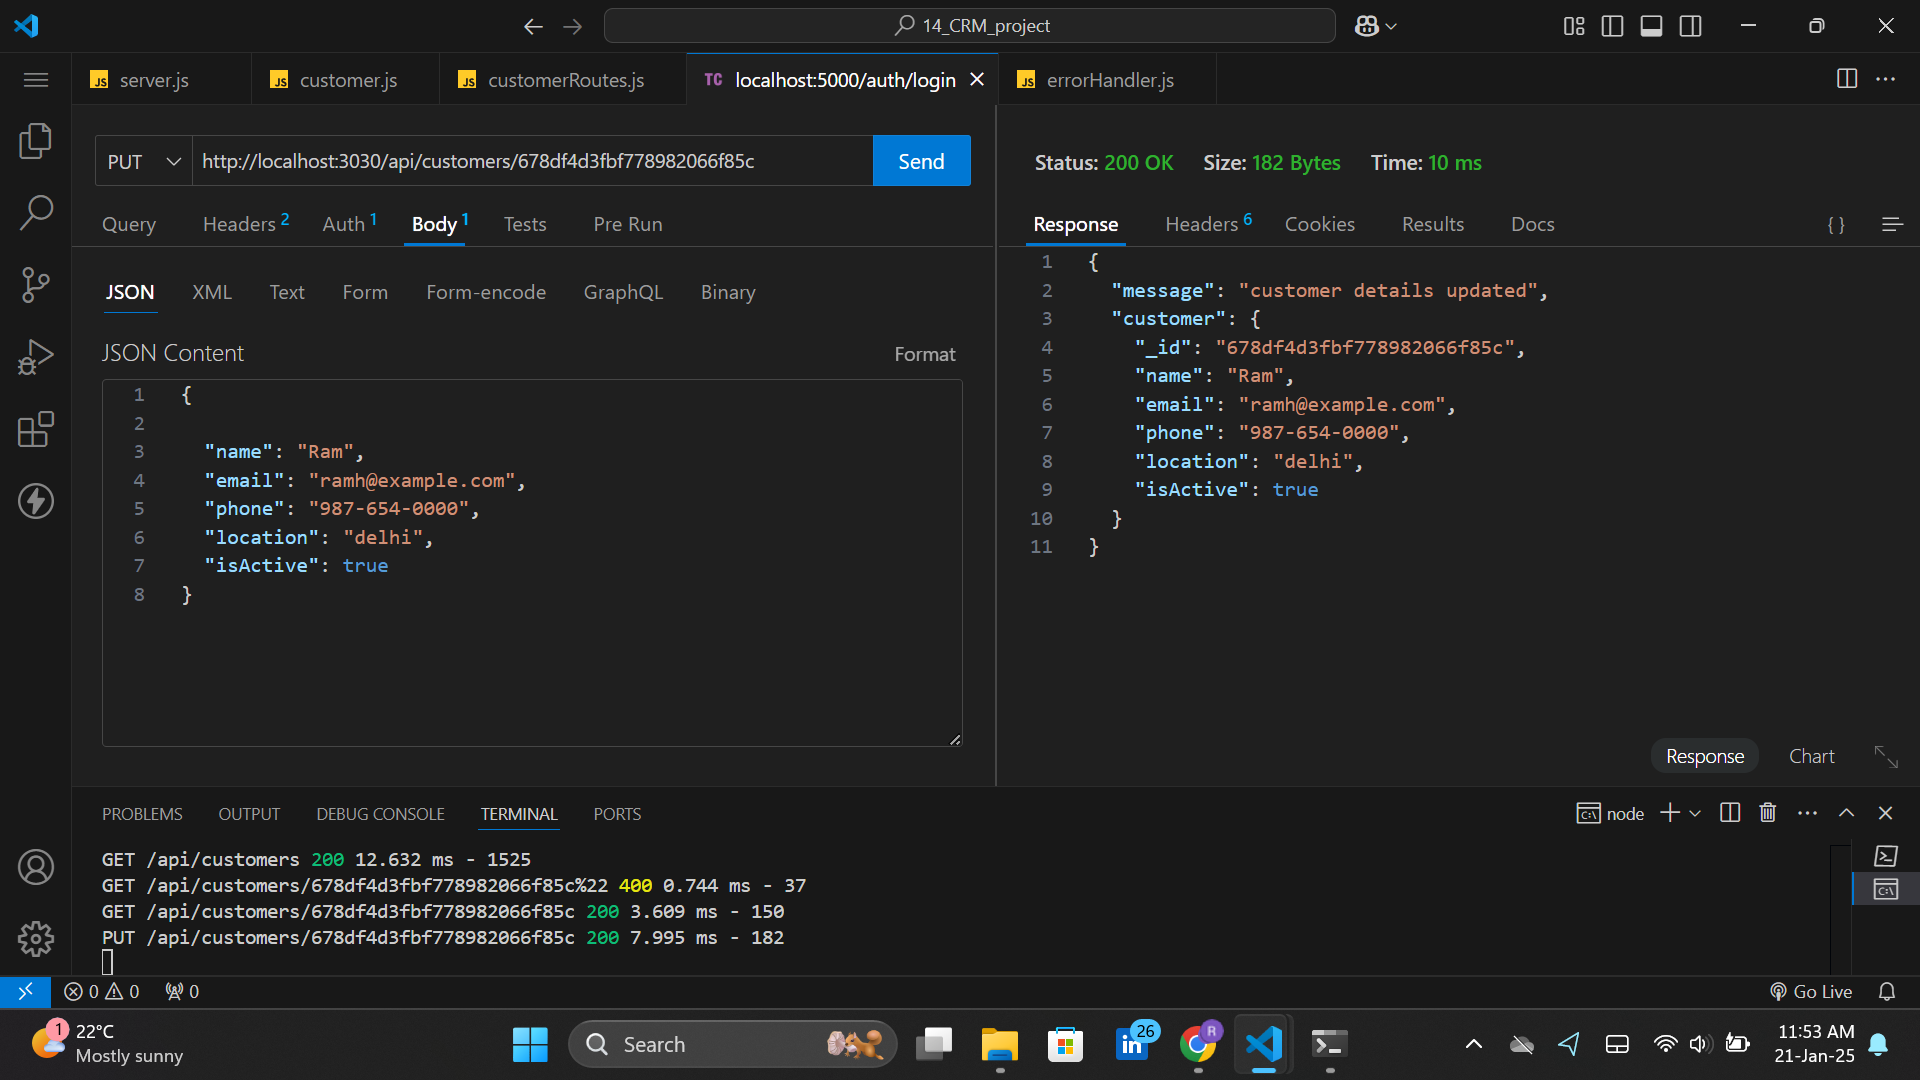 14_CRM_project
JS server.js
JS customer.js
JS customerRoutes.js
TC localhost:5000/auth/login
JS errorHandler.js
PUT
http://localhost:3030/api/customers/678df4d3fbf778982066f85c
Send
Query
Headers 2
Auth 1
Body 1
Tests
Pre Run
JSON
XML
Text
Form
Form-encode
GraphQL
Binary
JSON Content
Format
1 {
2
3 "name": "Ram",
4 "email": "ramh@example.com",
5 "phone": "987-654-0000",
6 "location": "delhi",
7 "isActive": true
8 }
Status: 200 OK Size: 182 Bytes Time: 10 ms
Response
Headers 6
Cookies
Results
Docs
{ }
1 {
2 "message": "customer details updated",
3 "customer": {
4 "_id": "678df4d3fbf778982066f85c",
5 "name": "Ram",
6 "email": "ramh@example.com",
7 "phone": "987-654-0000",
8 "location": "delhi",
9 "isActive": true
10 }
11 }
Response
Chart
PROBLEMS
OUTPUT
DEBUG CONSOLE
TERMINAL
PORTS
node
GET /api/customers 200 12.632 ms - 1525
GET /api/customers/678df4d3fbf778982066f85c%22 400 0.744 ms - 37
GET /api/customers/678df4d3fbf778982066f85c 200 3.609 ms - 150
PUT /api/customers/678df4d3fbf778982066f85c 200 7.995 ms - 182
0 0 0
Go Live
1
22°C
Mostly sunny
Search
26
in
R
11:53 AM
21-Jan-25